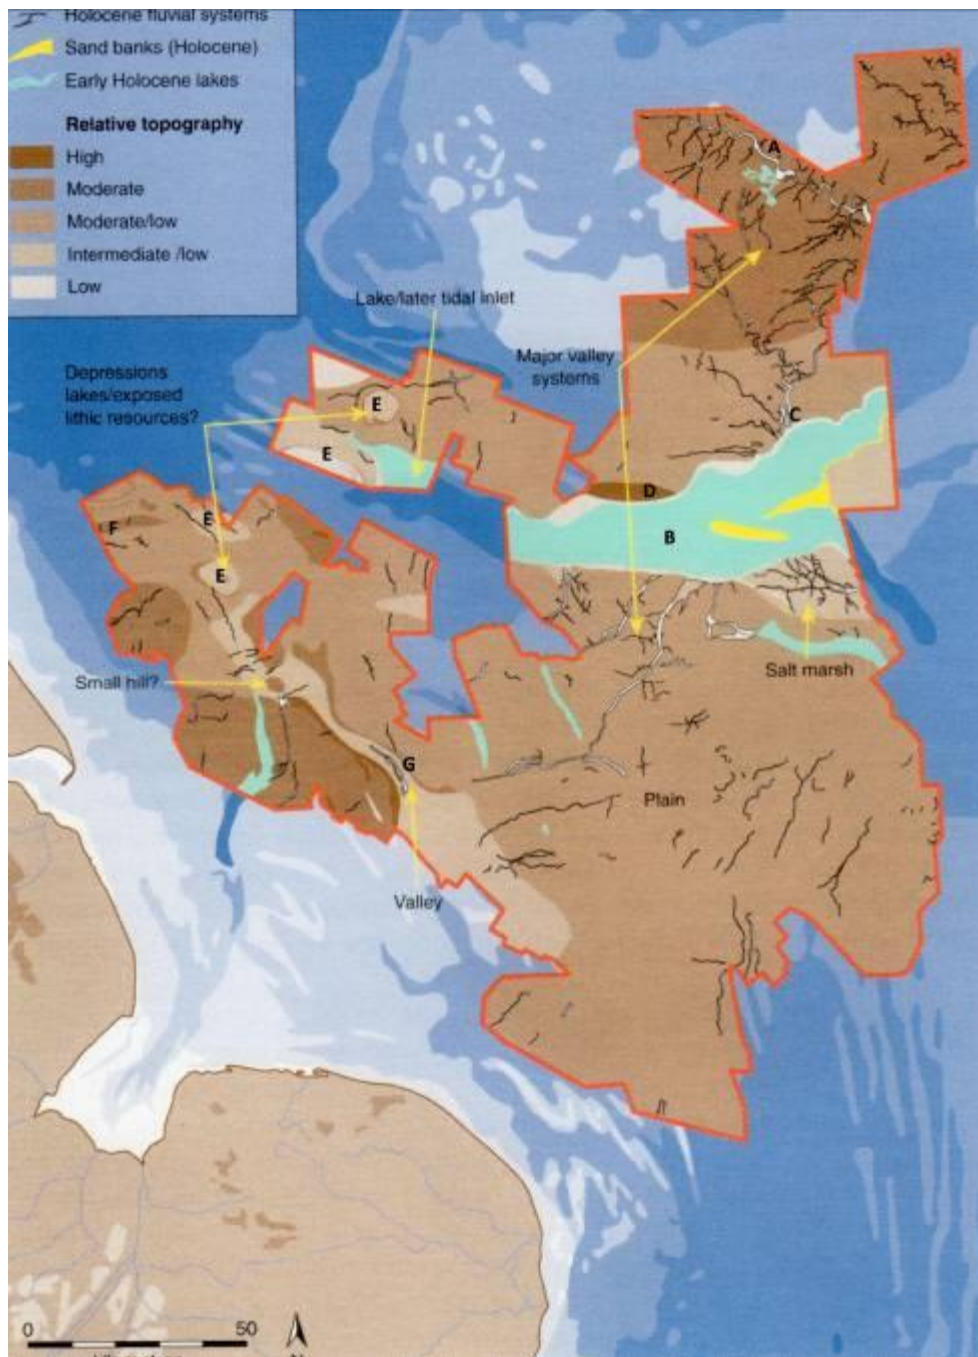 Holocene fluvial systems
Sand banks (Holocene)
Early Holocene lakes
Relative topography
High
Moderate
Moderate/low
Intermediate /low
Low
A
Lake/later tidal inlet
Major valley
systems
Depressions
lakes/exposed
lithic resources?
E
C
E
D
F
E
B
E
Salt marsh
Small hill?
G
Plain
Valley
0
50